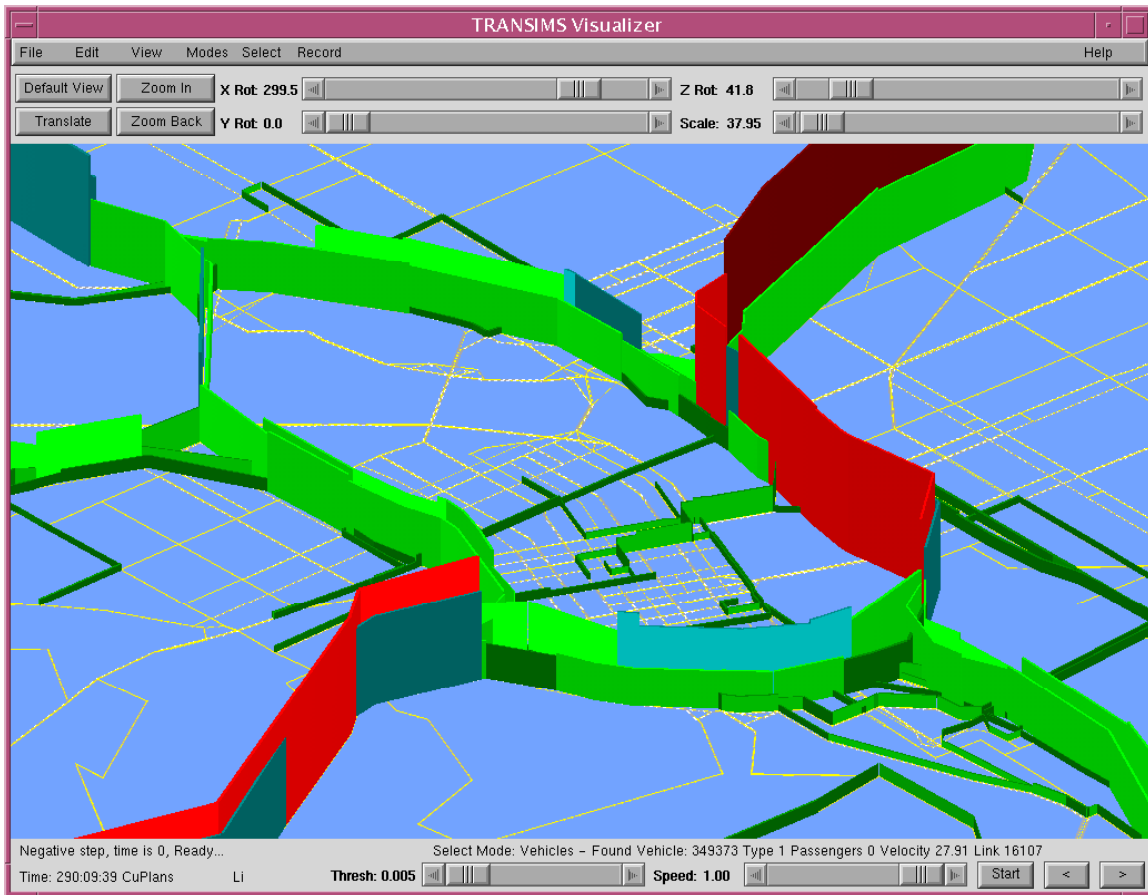 TRANSIMS Visualizer
File Edit View Modes Select Record Help
Default View Zoom In X Rot: 299.5 Z Rot: 41.8
Translate Zoom Back Y Rot: 0.0 Scale: 37.95
Negative step, time is 0, Ready... Select Mode: Vehicles - Found Vehicle: 349373 Type 1 Passengers 0 Velocity 27.91 Link 16107
Time: 290:09:39 CuPlans Li Thresh: 0.005 Speed: 1.00 Start < >